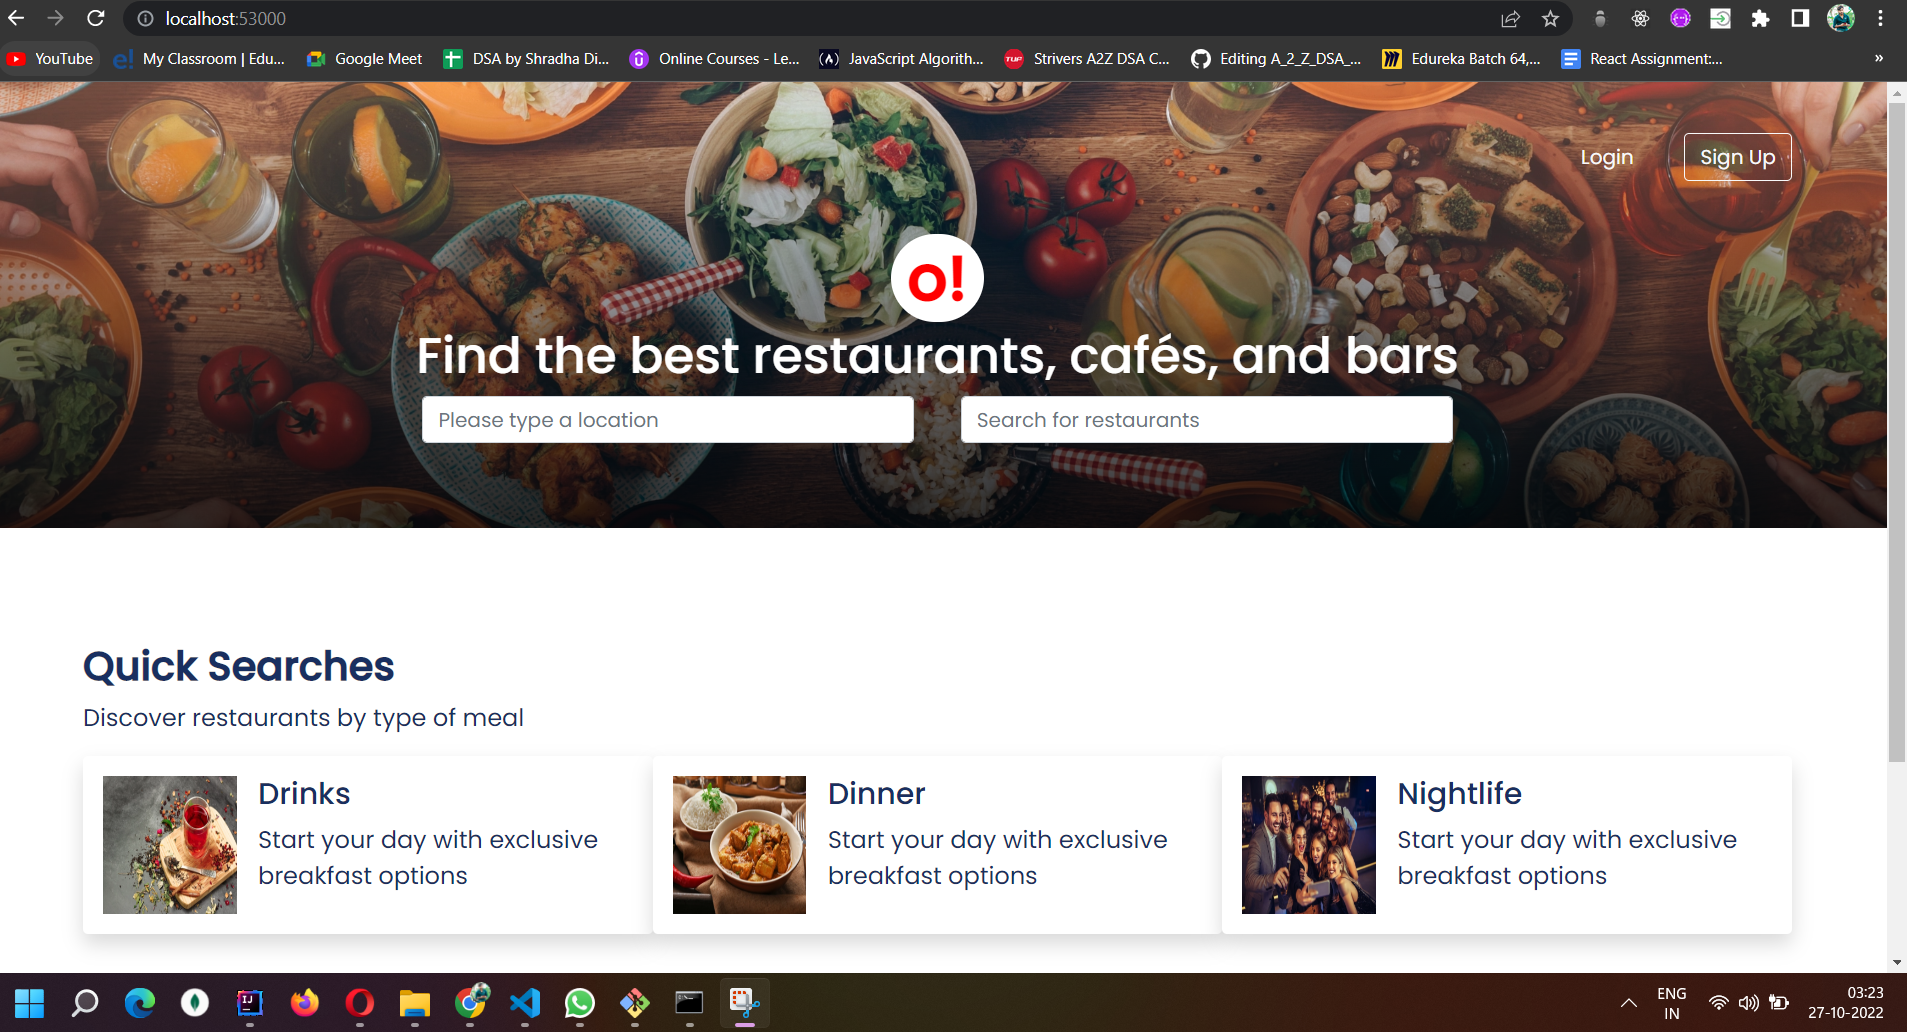 localhost:53000
YouTube
My Classroom | Edu...
Google Meet
DSA by Shradha Di...
Online Courses - Le...
JavaScript Algorith...
TUF
Strivers A2Z DSA C...
Editing A_2_Z_DSA_...
Edureka Batch 64,...
React Assignment:...
»
Login
Sign Up
o!
Find the best restaurants, cafés, and bars
Please type a location
Search for restaurants
Quick Searches
Discover restaurants by type of meal
Drinks
Start your day with exclusive
breakfast options
Dinner
Start your day with exclusive
breakfast options
Nightlife
Start your day with exclusive
breakfast options
IJ
ENG
IN
03:23
27-10-2022